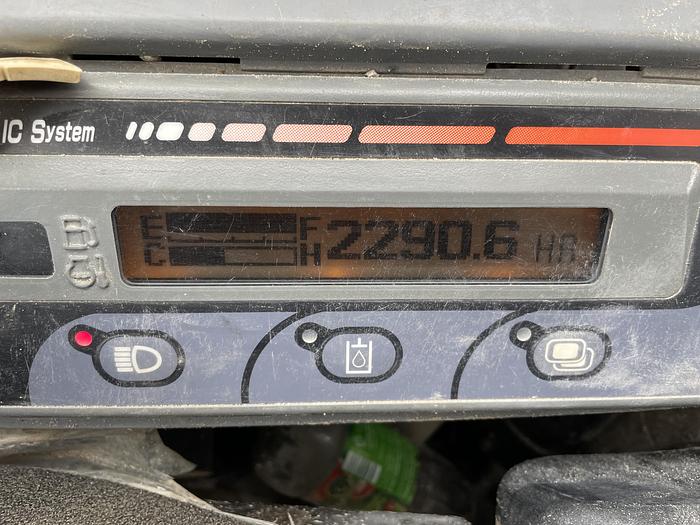 IC System
E F 2290.6 HR
C H